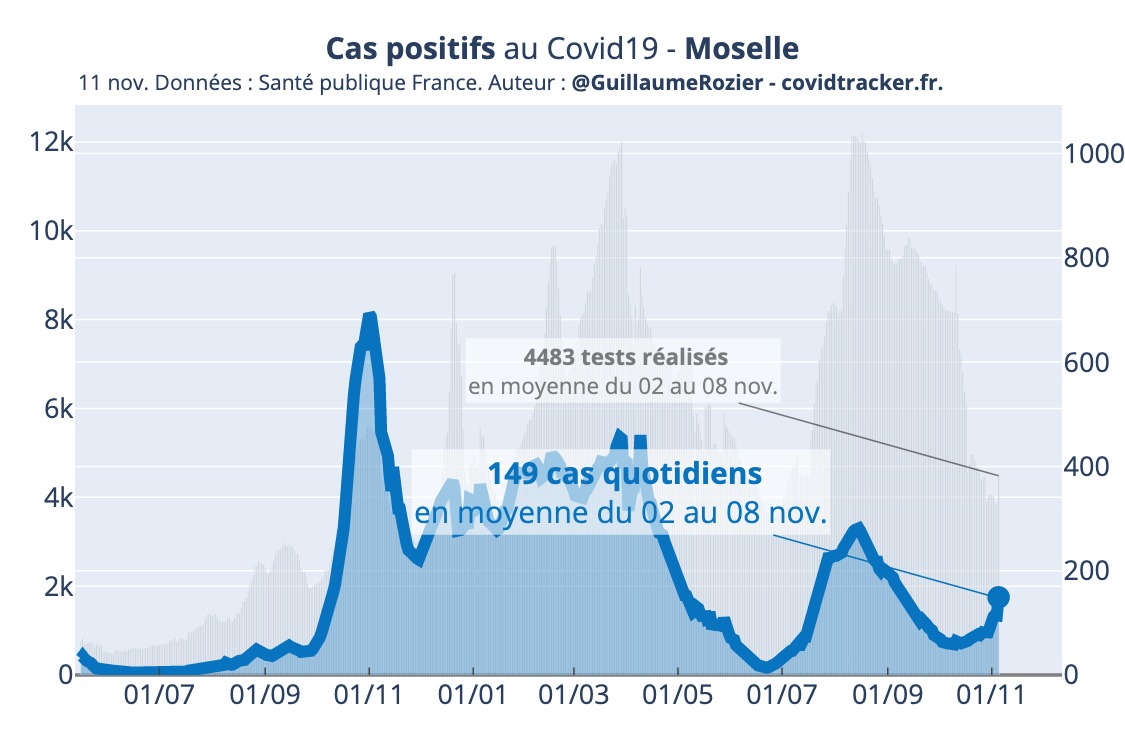 Cas positifs au Covid19 - Moselle
11 nov. Données : Santé publique France. Auteur : @GuillaumeRozier - covidtracker.fr.
12k
1000
10k
800
8k
4483 tests réalisés
en moyenne du 02 au 08 nov.
600
6k
400
149 cas quotidiens
4k
en moyenne du 02 au 08 nov.
200
2k
0
0
01/07 01/09 01/11 01/01 01/03 01/05 01/07 01/09 01/11